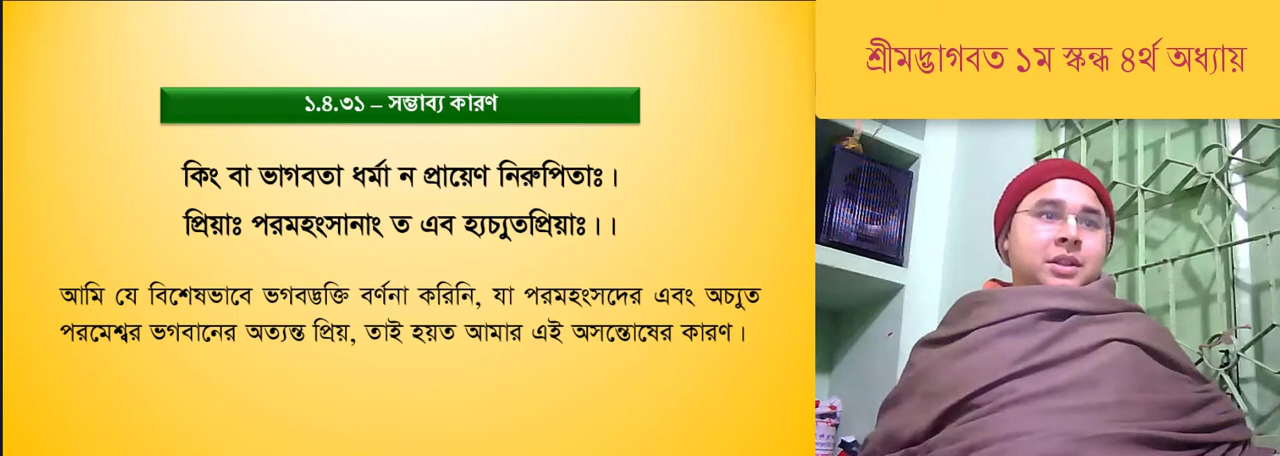 ১.৪.৩১ – সম্ভাব্য কারণ
কিং বা ভাগবতা ধর্মা ন প্রায়েণ নিরুপিতাঃ।
প্রিয়াঃ পরমহংসানাং ত এব হ্যচ্যুতপ্রিয়াঃ।।
আমি যে বিশেষভাবে ভগবদ্ভক্তি বর্ণনা করিনি, যা পরমহংসদের এবং অচ্যুত
পরমেশ্বর ভগবানের অত্যন্ত প্রিয়, তাই হয়ত আমার এই অসন্তোষের কারণ।
শ্রীমদ্ভাগবত ১ম স্কন্ধ ৪র্থ অধ্যায়